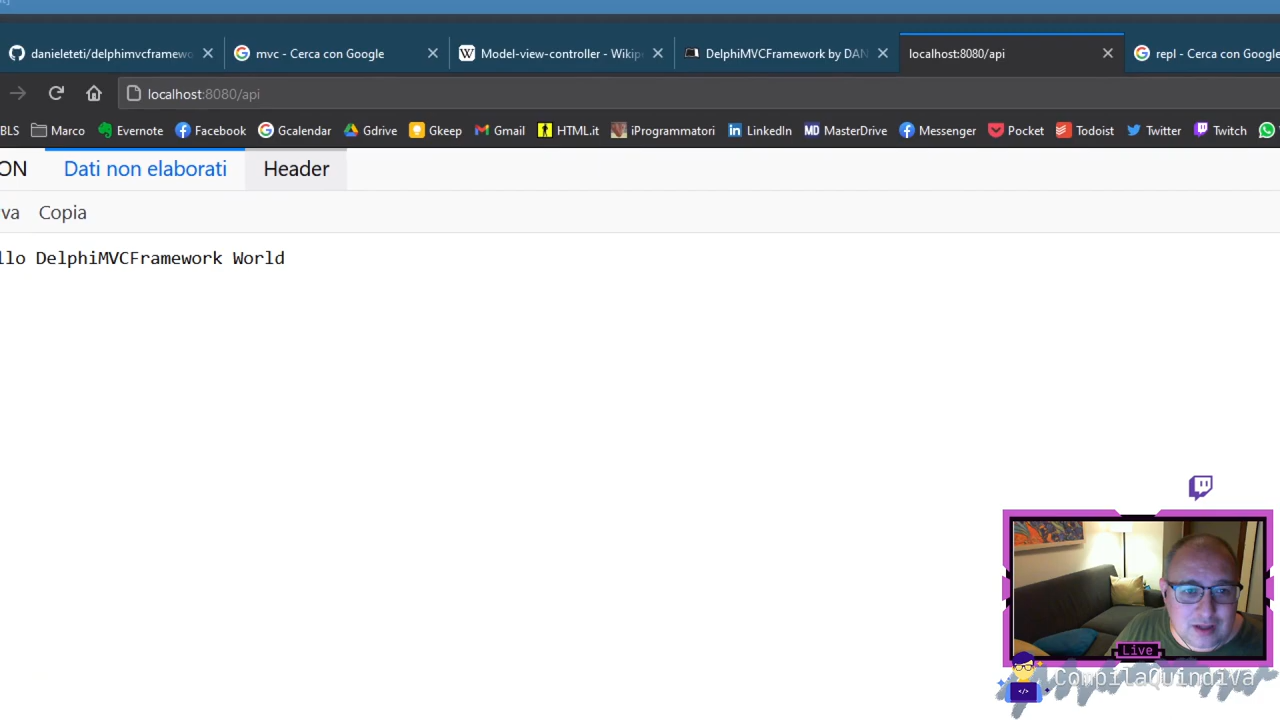 danieleteti/delphimvcframewo
mvc - Cerca con Google
Model-view-controller - Wikip
DelphiMVCFramework by DAN
localhost:8080/api
repl - Cerca con Google
localhost:8080/api
BLS Marco Evernote Facebook Gcalendar Gdrive Gkeep Gmail HTML.it iProgrammatori LinkedIn MasterDrive Messenger Pocket Todoist Twitter Twitch
ON Dati non elaborati Header
va Copia
llo DelphiMVCFramework World
Live
CompilaQuindiVa